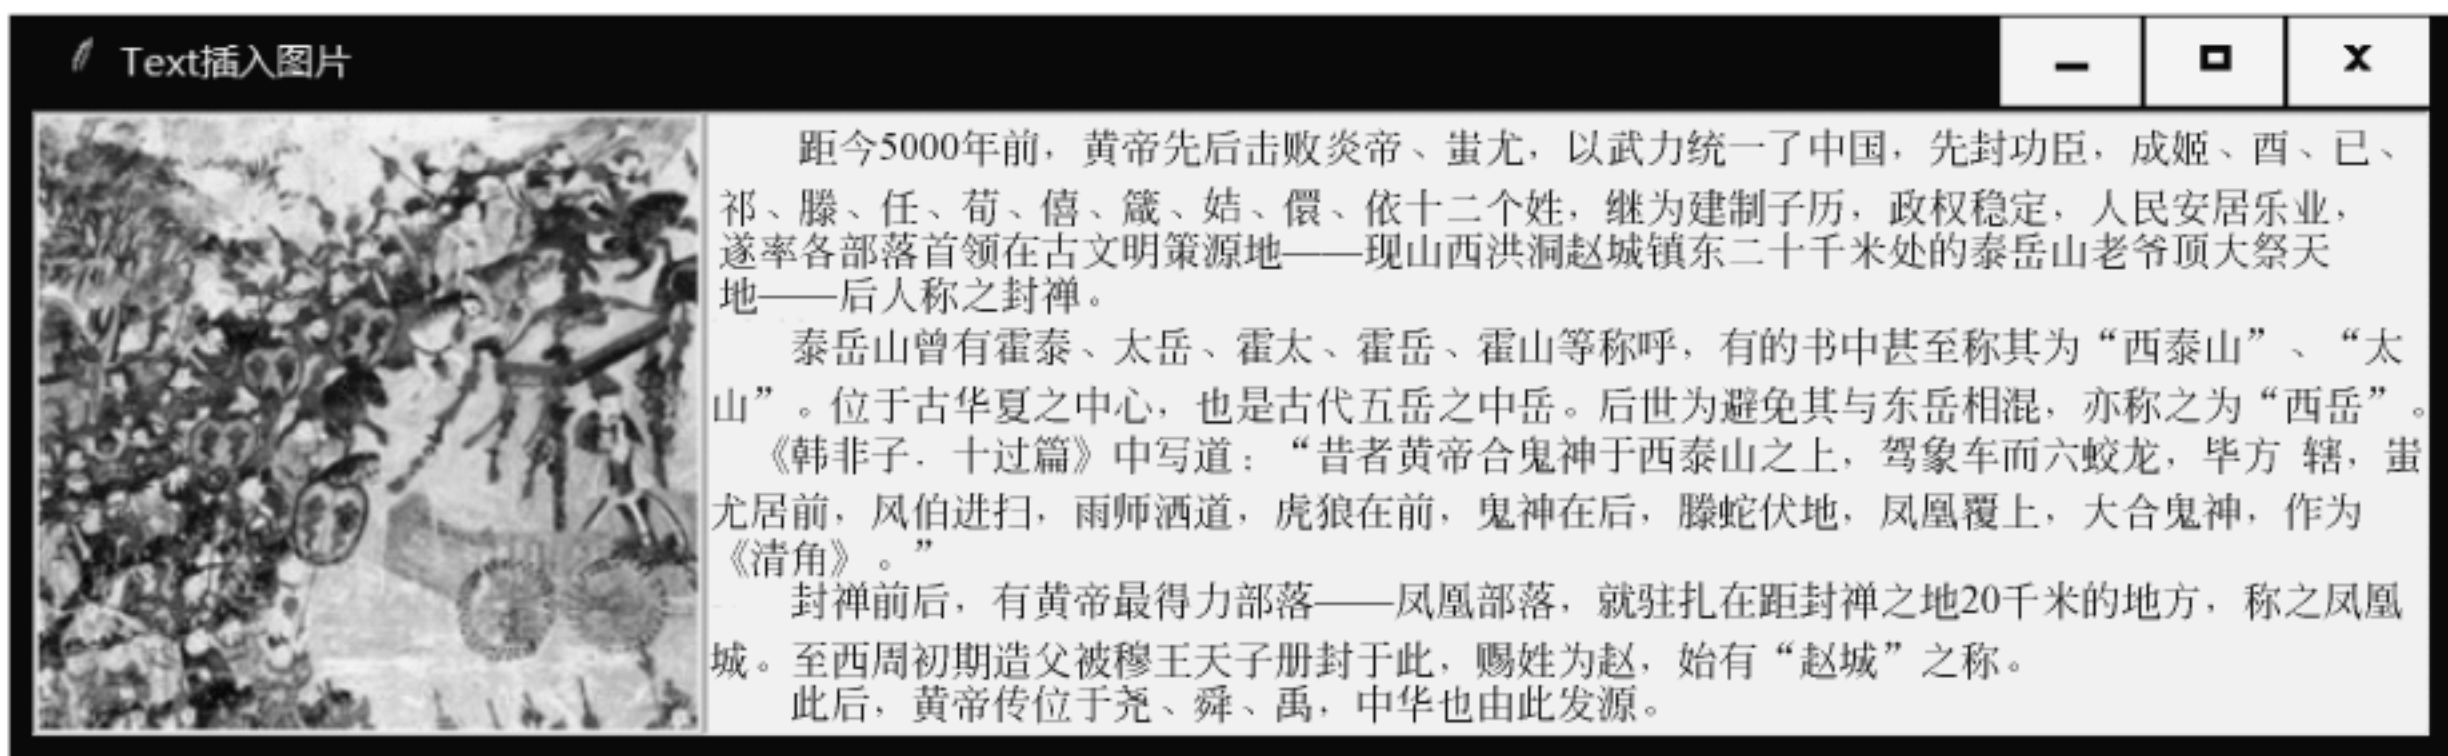 Text插入图片
距今5000年前，黄帝先后击败炎帝、蚩尤，以武力统一了中国，先封功臣，成姬、酉、已、
祁、滕、任、荀、僖、箴、姞、儇、依十二个姓，继为建制子历，政权稳定，人民安居乐业，
遂率各部落首领在古文明策源地——现山西洪洞赵城镇东二十千米处的泰岳山老爷顶大祭天
地——后人称之封禅。
泰岳山曾有霍泰、太岳、霍太、霍岳、霍山等称呼，有的书中甚至称其为“西泰山”、“太
山”。位于古华夏之中心，也是古代五岳之中岳。后世为避免其与东岳相混，亦称之为“西岳”。
《韩非子．十过篇》中写道：“昔者黄帝合鬼神于西泰山之上，驾象车而六蛟龙，毕方 辖，蚩
尤居前，风伯进扫，雨师洒道，虎狼在前，鬼神在后，滕蛇伏地，凤凰覆上，大合鬼神，作为
《清角》。”
封禅前后，有黄帝最得力部落——凤凰部落，就驻扎在距封禅之地20千米的地方，称之凤凰
城。至西周初期造父被穆王天子册封于此，赐姓为赵，始有“赵城”之称。
此后，黄帝传位于尧、舜、禹，中华也由此发源。